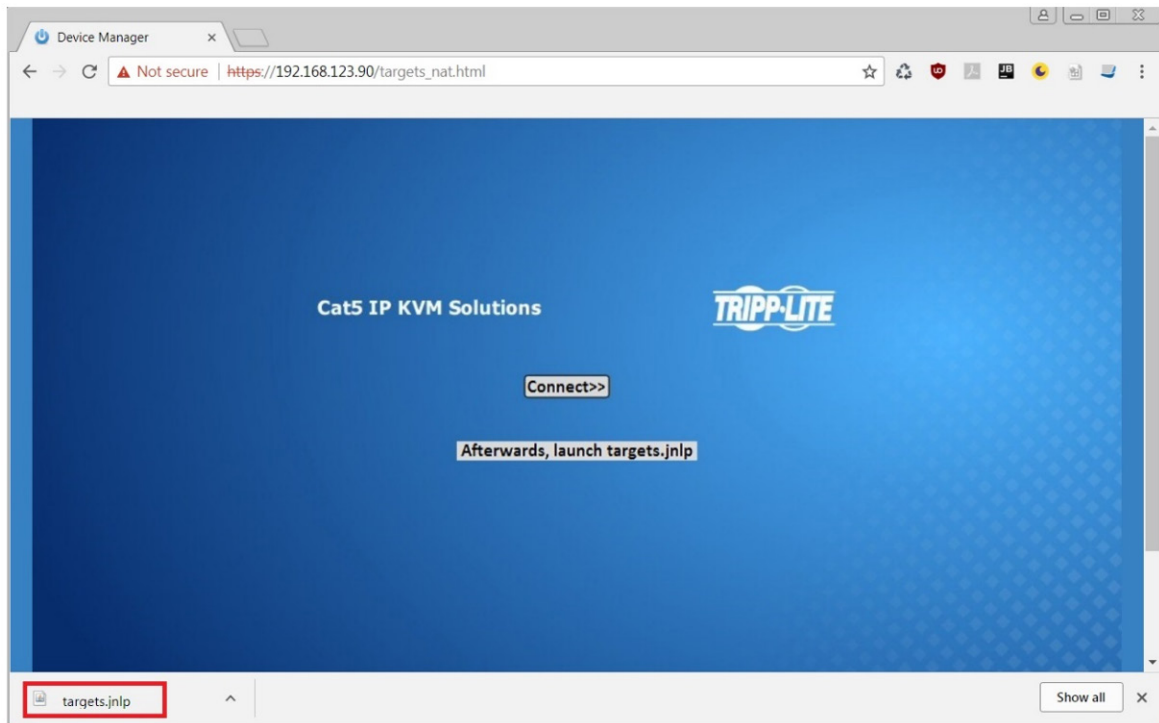 Device Manager
Not secure | https://192.168.123.90/targets_nat.html
Cat5 IP KVM Solutions
TRIPP·LITE
Connect>>
Afterwards, launch targets.jnlp
targets.jnlp
Show all